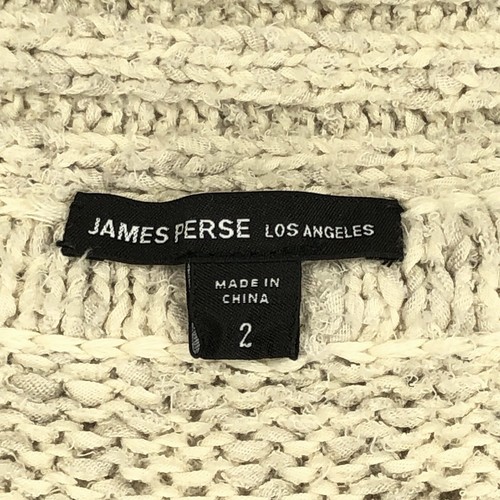 JAMES PERSE LOS ANGELES
MADE IN
CHINA
2